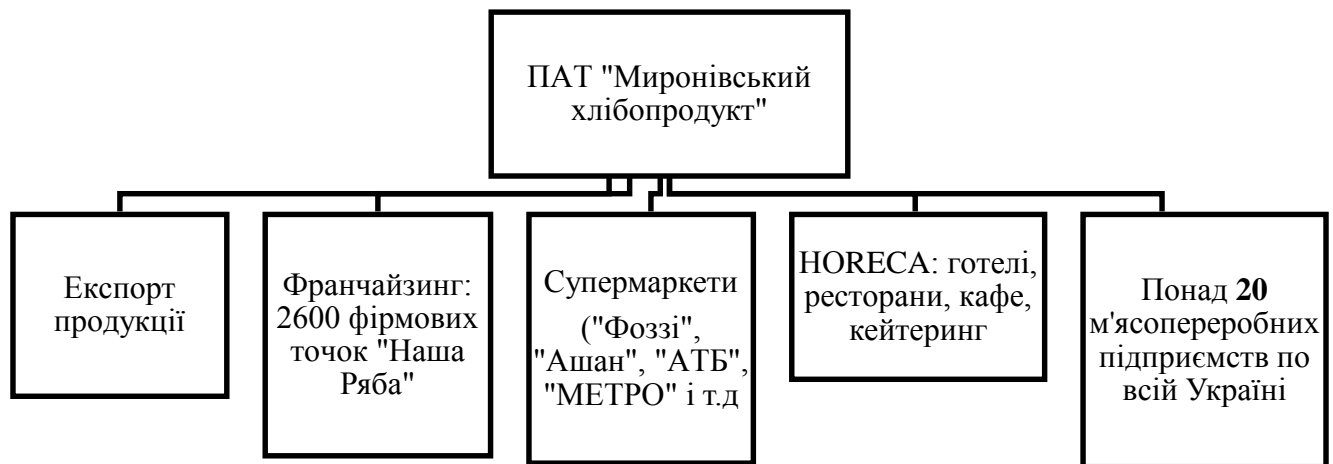 ПАТ "Миронівський
хлібопродукт"
Експорт
продукції
Франчайзинг:
2600 фірмових
точок "Наша
Ряба"
Супермаркети
("Фоззі",
"Ашан", "АТБ",
"МЕТРО" і т.д
HORECA: готелі,
ресторани, кафе,
кейтеринг
Понад 20
м'ясопереробних
підприємств по
всій Україні